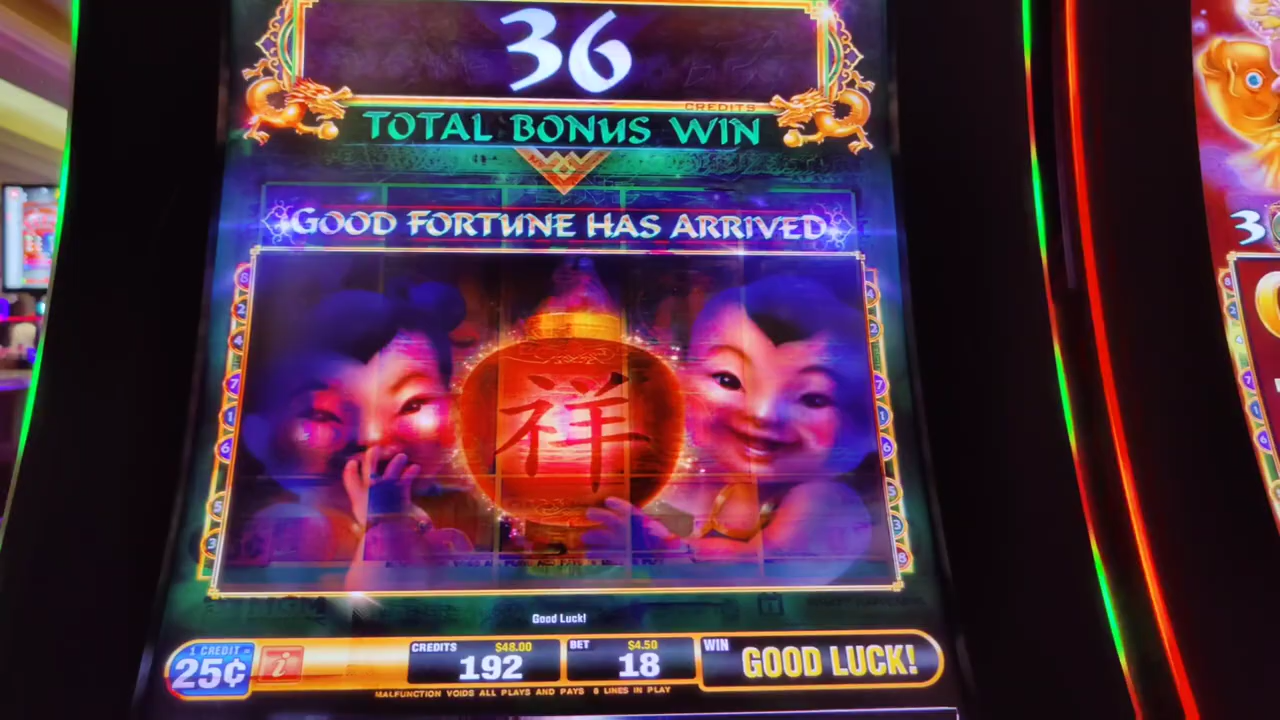 36
CREDITS
TOTAL BONUS WIN
GOOD FORTUNE HAS ARRIVED
祥
Good Luck!
1 CREDIT =
25¢
i
CREDITS $48.00
192
BET $4.50
18
WIN
GOOD LUCK!
MALFUNCTION VOIDS ALL PLAYS AND PAYS 8 LINES IN PLAY
3